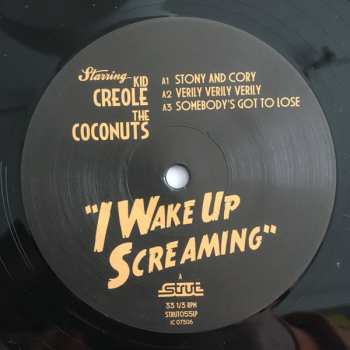 Starring KID
CREOLE
THE
COCONUTS
A1 STONY AND CORY
A2 VERILY VERILY VERILY
A3 SOMEBODY'S GOT TO LOSE
"I WAKE UP
SCREAMING"
A
Strut
33 1/3 RPM
STRUT055LP
IC 07506